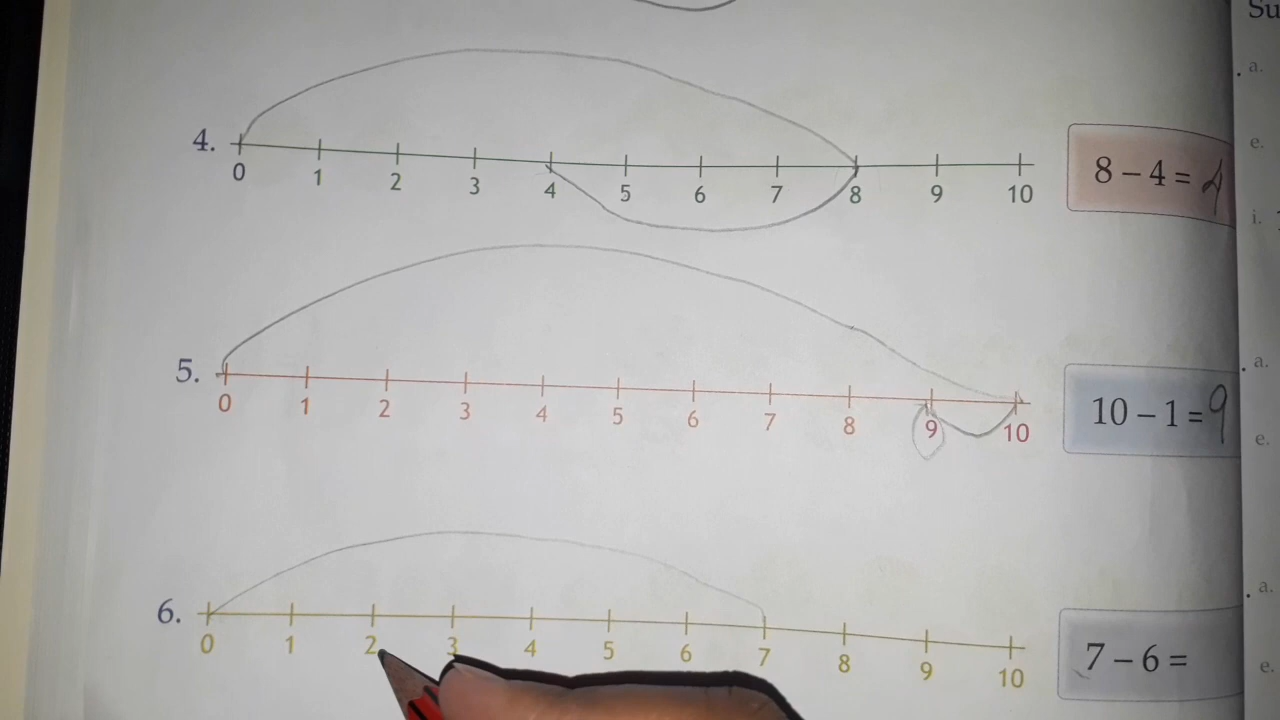 Su
a.
4.
0 1 2 3 4 5 6 7 8 9 10
8 – 4 = 4
e.
i.
5.
0 1 2 3 4 5 6 7 8 9 10
10 – 1 = 9
a.
e.
6.
0 1 2 3 4 5 6 7 8 9 10
7 – 6 =
a.
e.